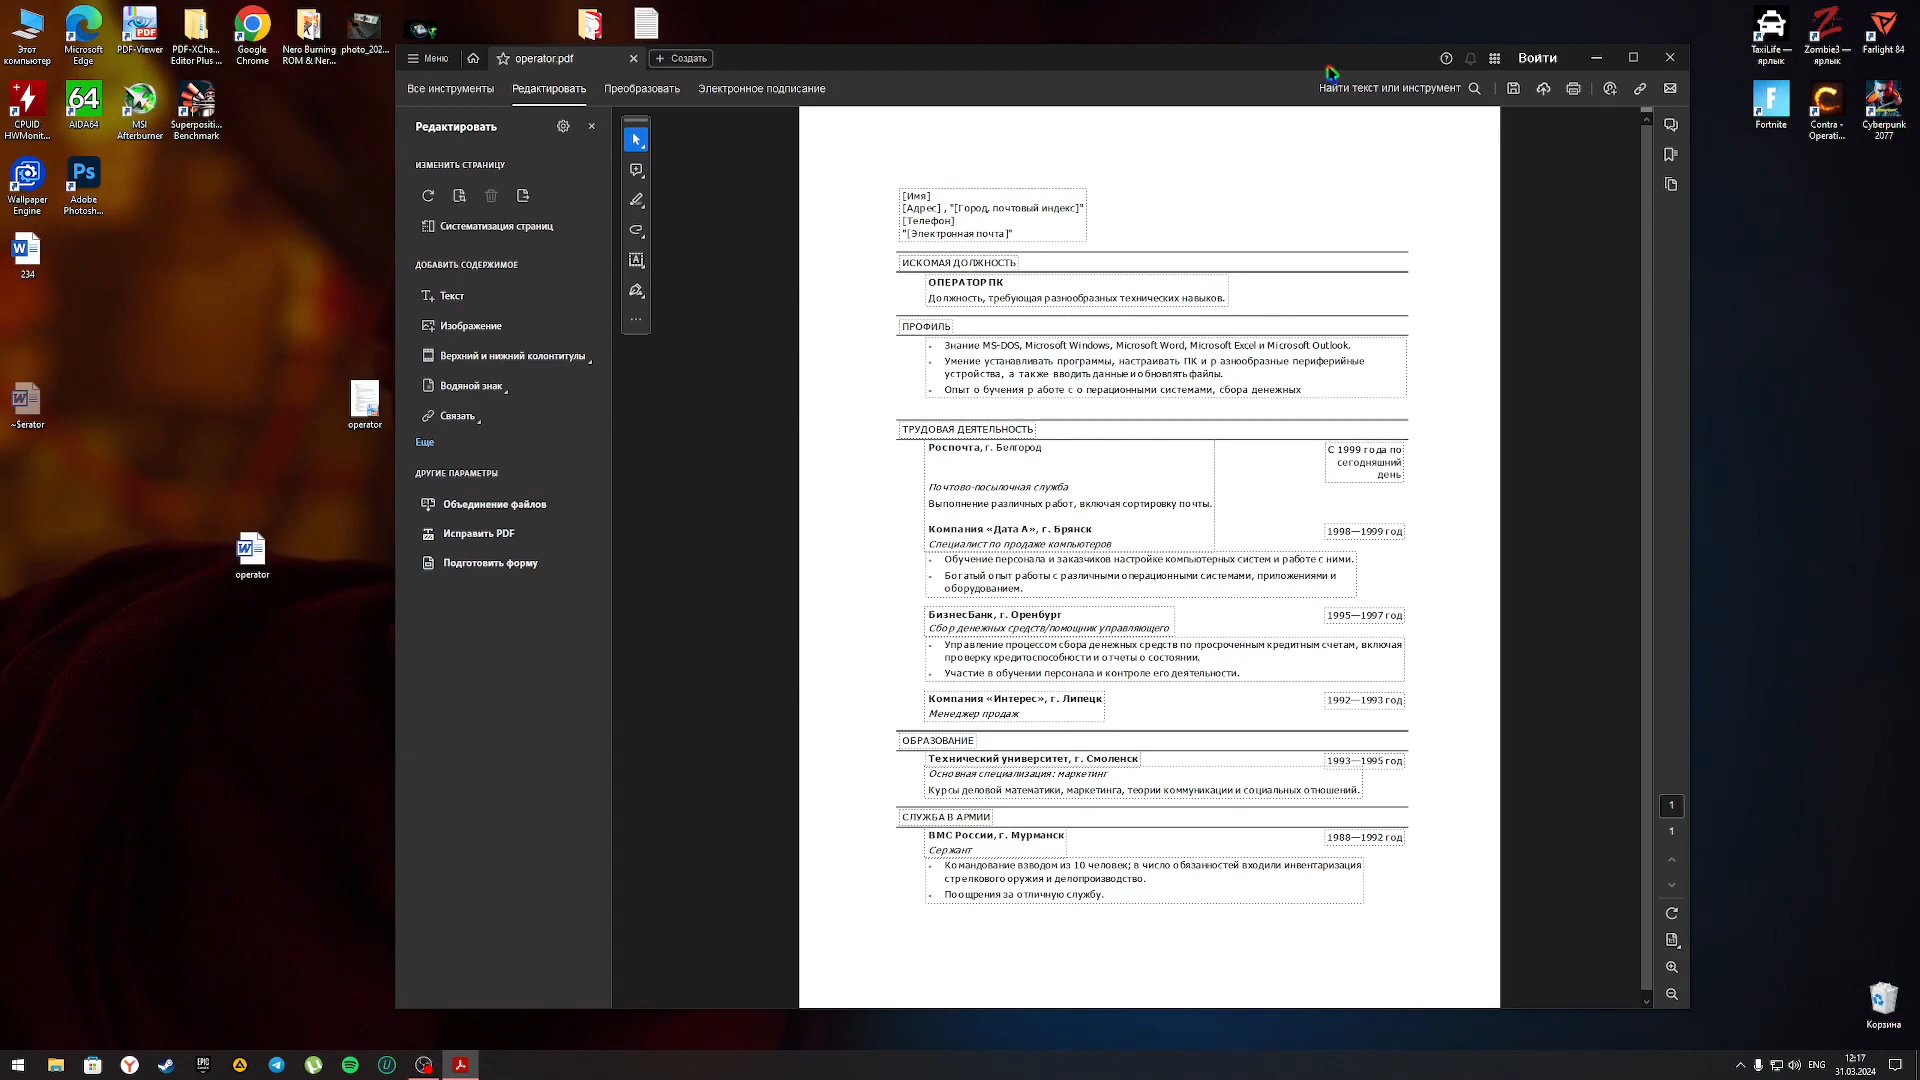 Этот компьютер
Microsoft Edge
PDF-Viewer
PDF-XCha... Editor Plus ...
Google Chrome
Nero Burning ROM & Ner...
photo_202...
CPUID HWMonit...
AIDA64
MSI Afterburner
Superpositi... Benchmark
Wallpaper Engine
Adobe Photosh...
234
~$erator
operator
operator
TaxiLife — ярлык
Zombie3 — ярлык
Farlight 84
Fortnite
Contra - Operati...
Cyberpunk 2077
Корзина
Меню
operator.pdf
Создать
Войти
Все инструменты
Редактировать
Преобразовать
Электронное подписание
Найти текст или инструмент
Редактировать
ИЗМЕНИТЬ СТРАНИЦУ
Систематизация страниц
ДОБАВИТЬ СОДЕРЖИМОЕ
Текст
Изображение
Верхний и нижний колонтитулы
Водяной знак
Связать
Еще
ДРУГИЕ ПАРАМЕТРЫ
Объединение файлов
Исправить PDF
Подготовить форму
[Имя]
[Адрес] , "[Город, почтовый индекс]"
[Телефон]
"[Электронная почта]"
ИСКОМАЯ ДОЛЖНОСТЬ
ОПЕРАТОР ПК
Должность, требующая разнообразных технических навыков.
ПРОФИЛЬ
- Знание MS-DOS, Microsoft Windows, Microsoft Word, Microsoft Excel и Microsoft Outlook.
- Умение устанавливать программы, настраивать ПК и р азнообразные периферийные
устройства, а также вводить данные и обновлять файлы.
- Опыт о бучения р аботе с о перационными системами, сбора денежных
ТРУДОВАЯ ДЕЯТЕЛЬНОСТЬ
Роспочта, г. Белгород
С 1999 года по
сегодняшний
день
Почтово-посылочная служба
Выполнение различных работ, включая сортировку почты.
Компания «Дата А», г. Брянск
1998—1999 год
Специалист по продаже компьютеров
- Обучение персонала и заказчиков настройке компьютерных систем и работе с ними.
- Богатый опыт работы с различными операционными системами, приложениями и
оборудованием.
БизнесБанк, г. Оренбург
1995—1997 год
Сбор денежных средств/помощник управляющего
- Управление процессом сбора денежных средств по просроченным кредитным счетам, включая
проверку кредитоспособности и отчеты о состоянии.
- Участие в обучении персонала и контроле его деятельности.
Компания «Интерес», г. Липецк
1992—1993 год
Менеджер продаж
ОБРАЗОВАНИЕ
Технический университет, г. Смоленск
1993—1995 год
Основная специализация: маркетинг
Курсы деловой математики, маркетинга, теории коммуникации и социальных отношений.
СЛУЖБА В АРМИИ
ВМС России, г. Мурманск
1988—1992 год
Сержант
- Командование взводом из 10 человек; в число обязанностей входили инвентаризация
стрелкового оружия и делопроизводство.
- Поощрения за отличную службу.
1
1
ENG
12:17
31.03.2024